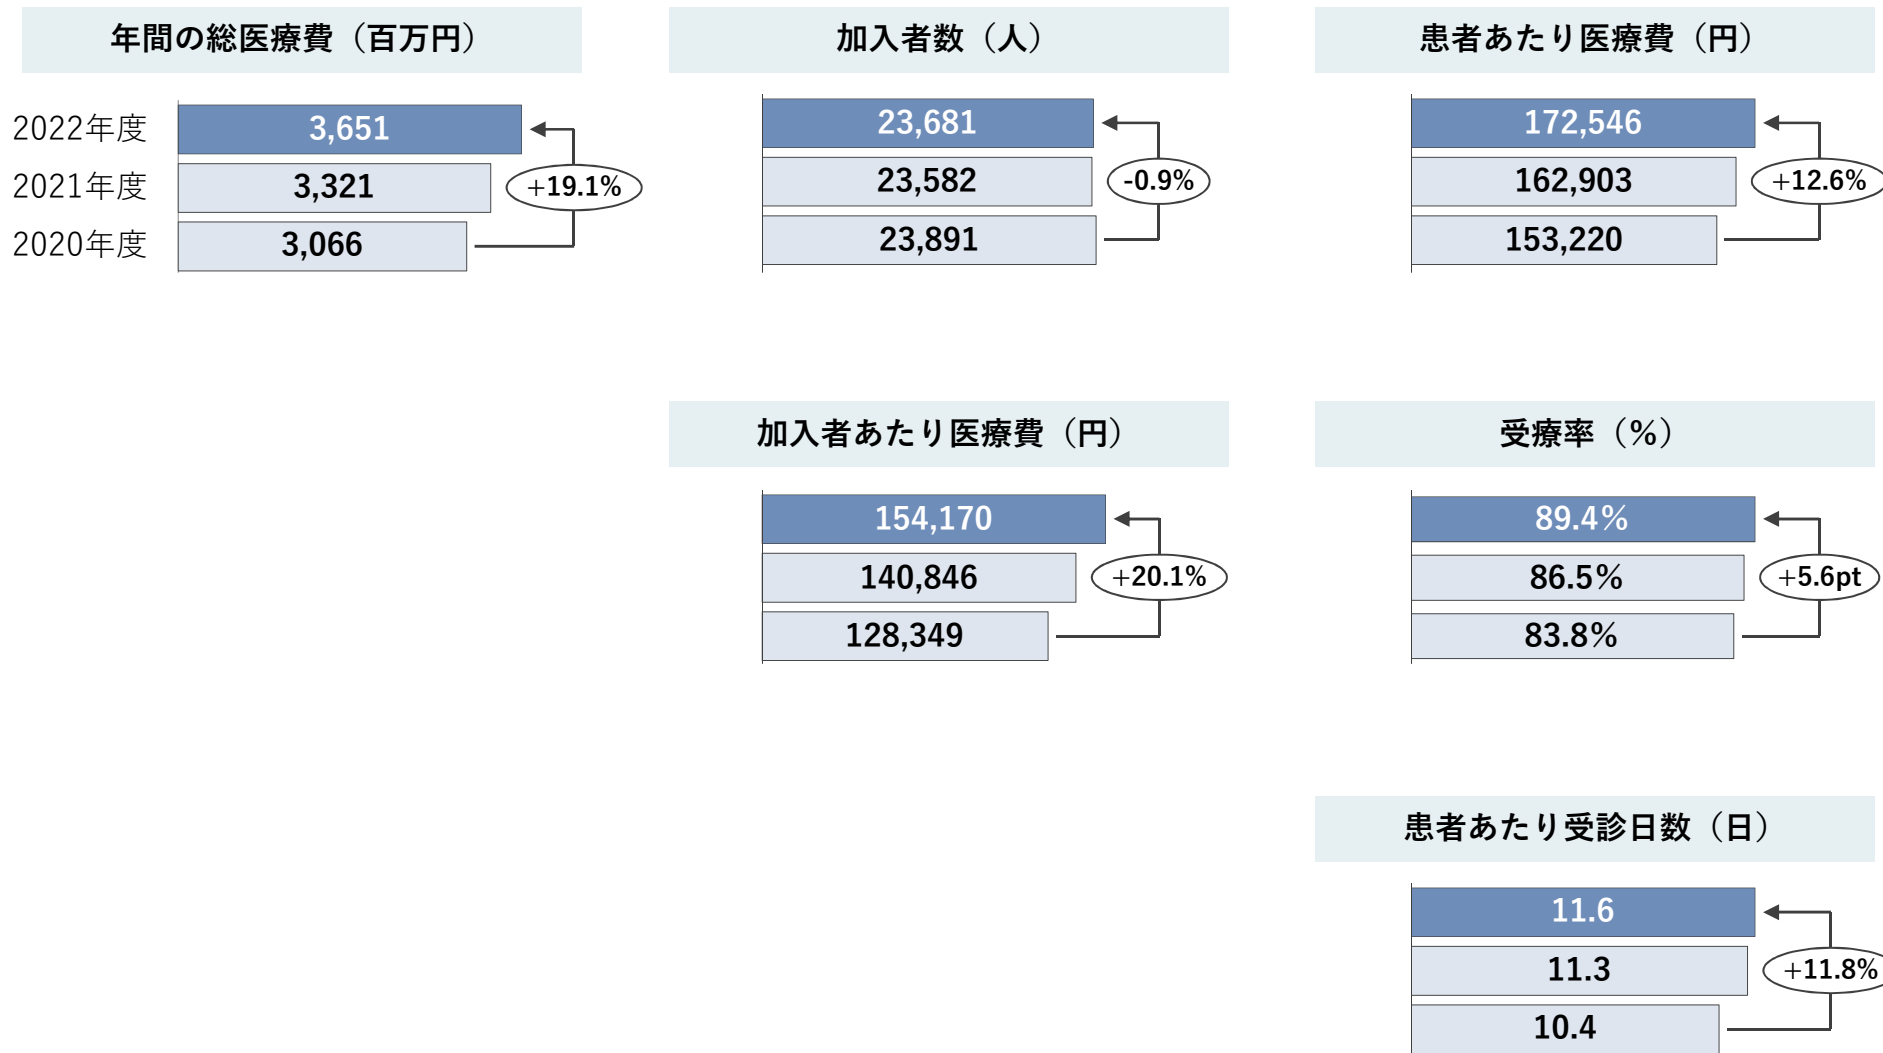 年間の総医療費（百万円）
2022年度 3,651
2021年度 3,321 +19.1%
2020年度 3,066
加入者数（人）
23,681
23,582 -0.9%
23,891
患者あたり医療費（円）
172,546
162,903 +12.6%
153,220
加入者あたり医療費（円）
154,170
140,846 +20.1%
128,349
受療率（%）
89.4%
86.5% +5.6pt
83.8%
患者あたり受診日数（日）
11.6
11.3 +11.8%
10.4